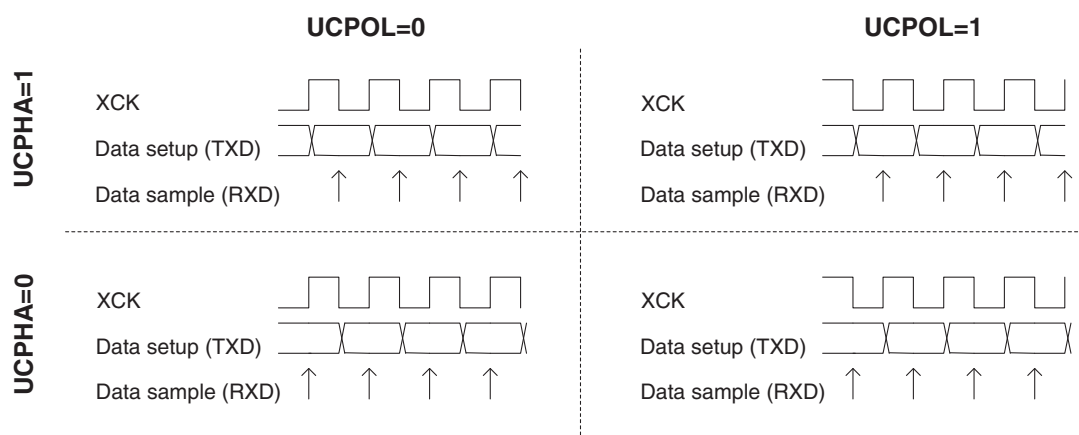 UCPOL=0
UCPOL=1
UCPHA=1
XCK
Data setup (TXD)
Data sample (RXD)
XCK
Data setup (TXD)
Data sample (RXD)
UCPHA=0
XCK
Data setup (TXD)
Data sample (RXD)
XCK
Data setup (TXD)
Data sample (RXD)